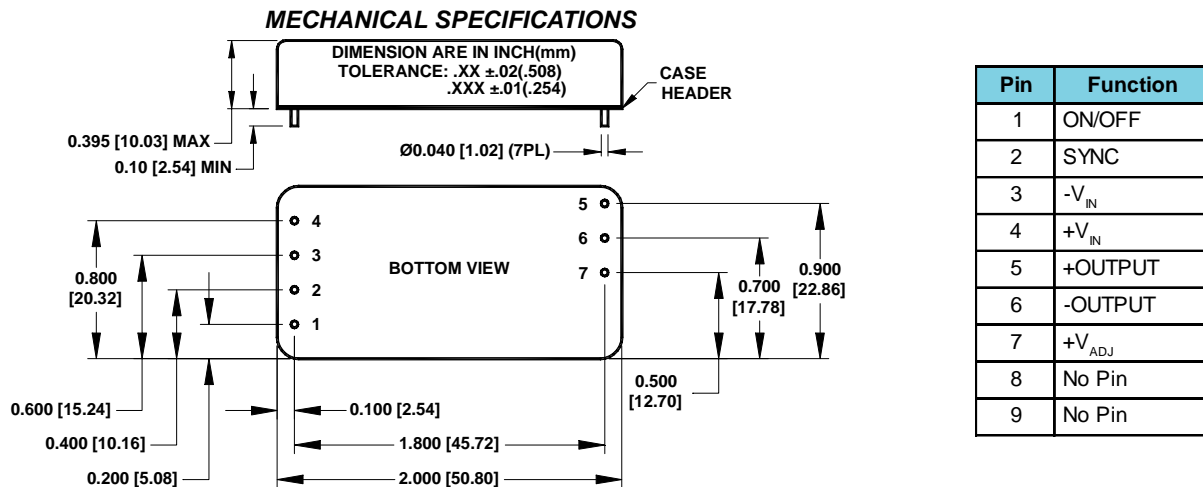 MECHANICAL SPECIFICATIONS
DIMENSION ARE IN INCH(mm)
TOLERANCE: .XX ±.02(.508)
.XXX ±.01(.254)
CASE
HEADER
0.395 [10.03] MAX
0.10 [2.54] MIN
Ø0.040 [1.02] (7PL)
4
3
2
1
BOTTOM VIEW
5
6
7
0.800
[20.32]
0.700
[17.78]
0.900
[22.86]
0.500
[12.70]
0.600 [15.24]
0.400 [10.16]
0.200 [5.08]
0.100 [2.54]
1.800 [45.72]
2.000 [50.80]
Pin Function
1 ON/OFF
2 SYNC
3 -VIN
4 +VIN
5 +OUTPUT
6 -OUTPUT
7 +VADJ
8 No Pin
9 No Pin